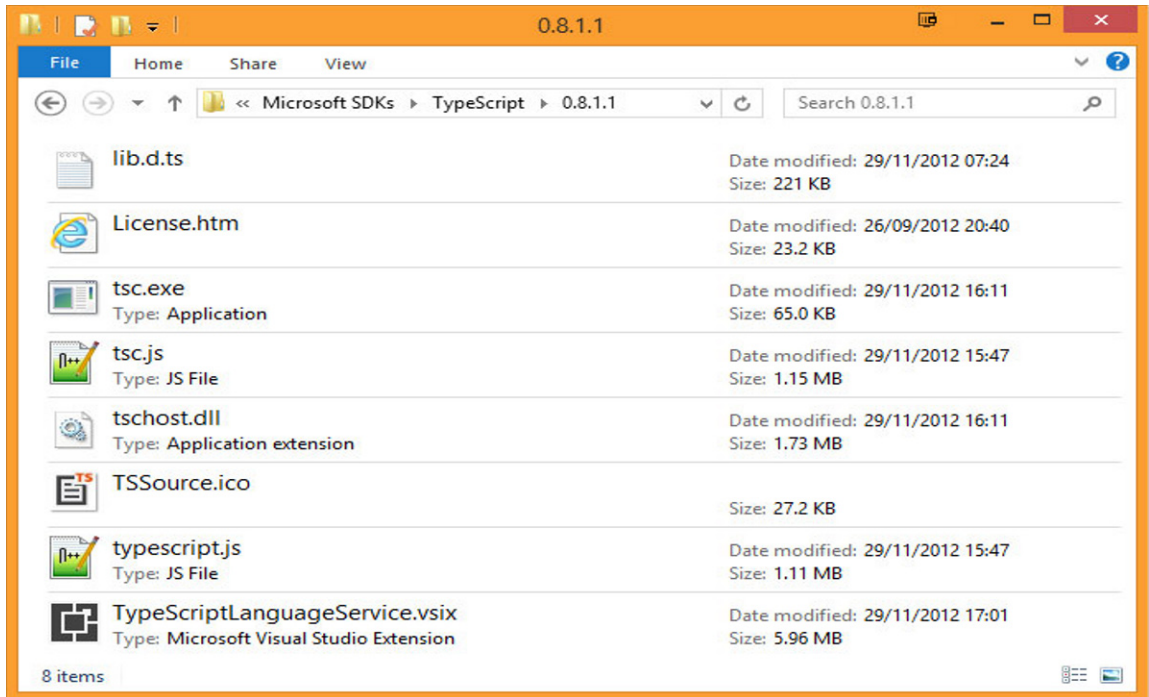 0.8.1.1
File Home Share View
« Microsoft SDKs TypeScript 0.8.1.1 Search 0.8.1.1
lib.d.ts
Date modified: 29/11/2012 07:24
Size: 221 KB
License.htm
Date modified: 26/09/2012 20:40
Size: 23.2 KB
tsc.exe
Date modified: 29/11/2012 16:11
Type: Application Size: 65.0 KB
tsc.js
Date modified: 29/11/2012 15:47
Type: JS File Size: 1.15 MB
tschost.dll
Date modified: 29/11/2012 16:11
Type: Application extension Size: 1.73 MB
TS TSSource.ico
Size: 27.2 KB
typescript.js
Date modified: 29/11/2012 15:47
Type: JS File Size: 1.11 MB
TypeScriptLanguageService.vsix
Date modified: 29/11/2012 17:01
Type: Microsoft Visual Studio Extension Size: 5.96 MB
8 items